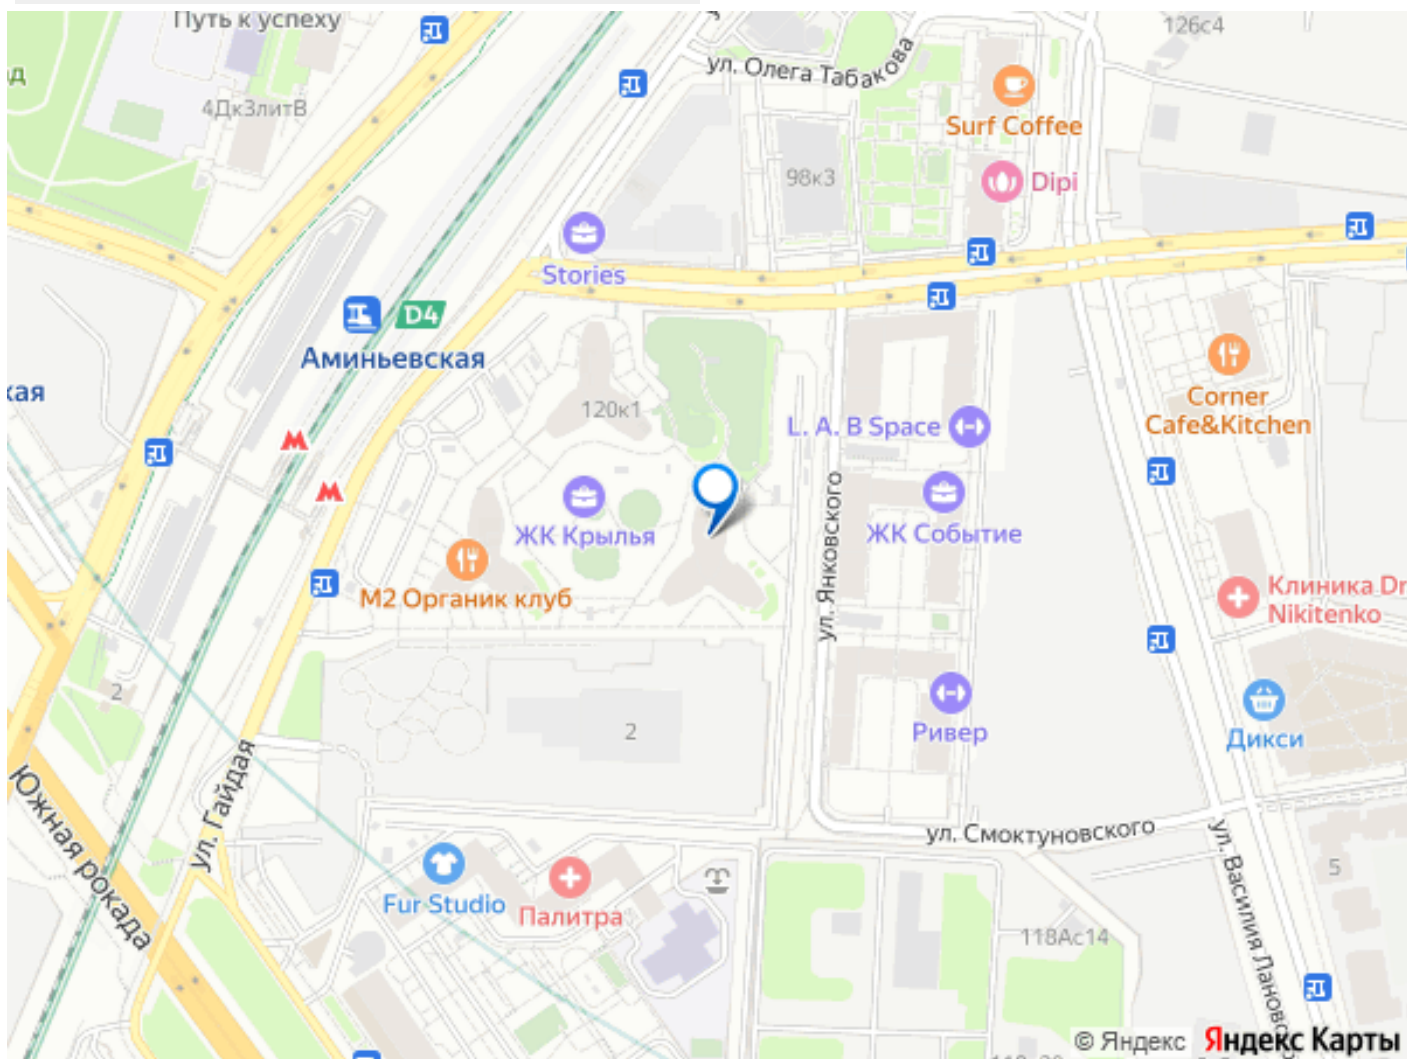 Путь к успеху
126с4
ул. Олега Табакова
4Дк3литВ
Surf Coffee
98к3
Dipi
Stories
D4
Аминьевская
120к1
Corner
Cafe&Kitchen
L. A. B Space
ЖК Крылья
ЖК Событие
ул. Янковского
М2 Органик клуб
Клиника Dr
Nikitenko
2
2
Ривер
Дикси
Южная рокада
ул. Гайдая
ул. Смоктуновского
ул. Василия Лановс
5
Fur Studio
Палитра
118Ас14
© Яндекс
Яндекс Карты